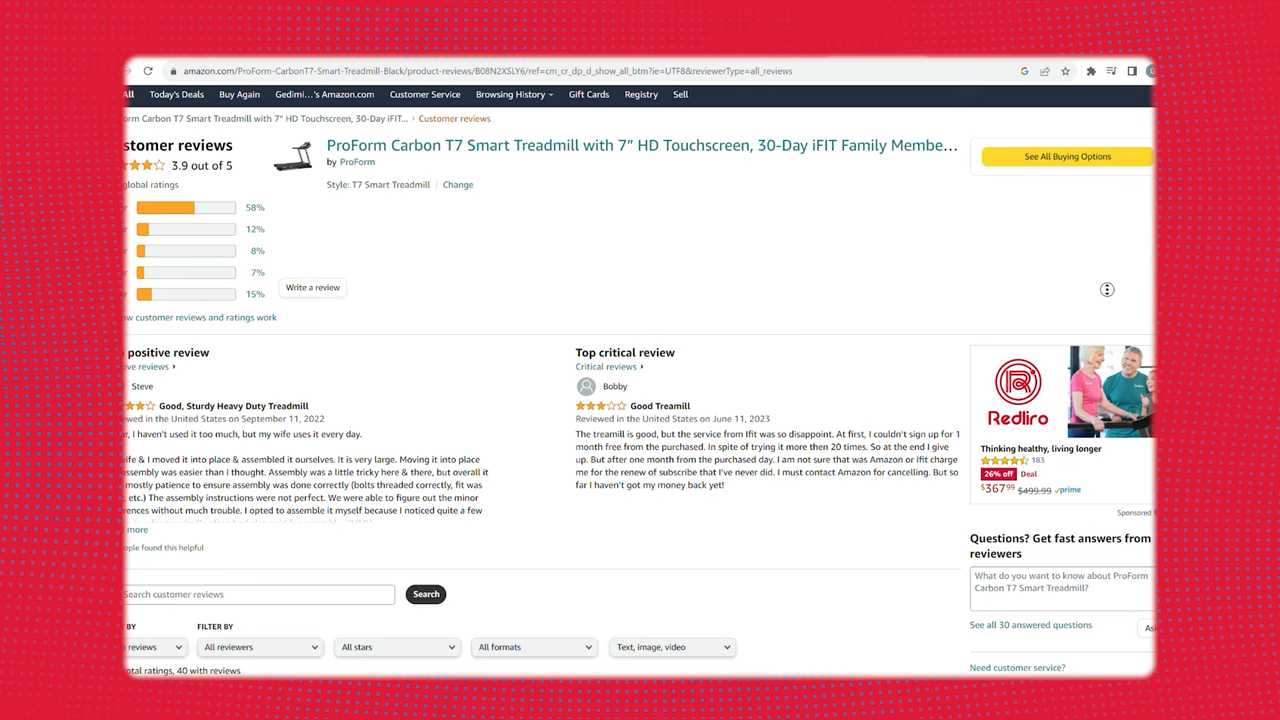 amazon.com/ProForm-CarbonT7-Smart-Treadmill-Black/product-reviews/B08N2XSLY6/ref=cm_cr_dp_d_show_all_btm?ie=UTF8&reviewerType=all_reviews
All Today's Deals Buy Again Gedimi...'s Amazon.com Customer Service Browsing History Gift Cards Registry Sell
orm Carbon T7 Smart Treadmill with 7" HD Touchscreen, 30-Day iFIT... › Customer reviews
stomer reviews
3.9 out of 5
global ratings
58%
12%
8%
7%
15%
ow customer reviews and ratings work
ProForm Carbon T7 Smart Treadmill with 7” HD Touchscreen, 30-Day iFIT Family Membe...
by ProForm
Style: T7 Smart Treadmill | Change
Write a review
See All Buying Options
positive review
ive reviews ›
Steve
Good, Sturdy Heavy Duty Treadmill
wed in the United States on September 11, 2022
r, I haven't used it too much, but my wife uses it every day.
ife & I moved it into place & assembled it ourselves. It is very large. Moving it into place
assembly was easier than I thought. Assembly was a little tricky here & there, but overall it
mostly patience to ensure assembly was done correctly (bolts threaded correctly, fit was
etc.) The assembly instructions were not perfect. We were able to figure out the minor
ences without much trouble. I opted to assemble it myself because I noticed quite a few
more
ople found this helpful
Top critical review
Critical reviews ›
Bobby
Good Treamill
Reviewed in the United States on June 11, 2023
The treamill is good, but the service from Ifit was so disappoint. At first, I couldn't sign up for 1
month free from the purchased. In spite of trying it more then 20 times. So at the end I give
up. But after one month from the purchased day. I am not sure that was Amazon or Ifit charge
me for the renew of subscribe that I've never did. I must contact Amazon for cancelling. But so
far I haven't got my money back yet!
Redliro
Thinking healthy, living longer
183
26% off Deal
$367.99 $499.99 prime
Sponsored
Questions? Get fast answers from
reviewers
What do you want to know about ProForm
Carbon T7 Smart Treadmill?
See all 30 answered questions
Ask
Need customer service?
Search customer reviews
Search
BY
FILTER BY
reviews
All reviewers
All stars
All formats
Text, image, video
otal ratings, 40 with reviews